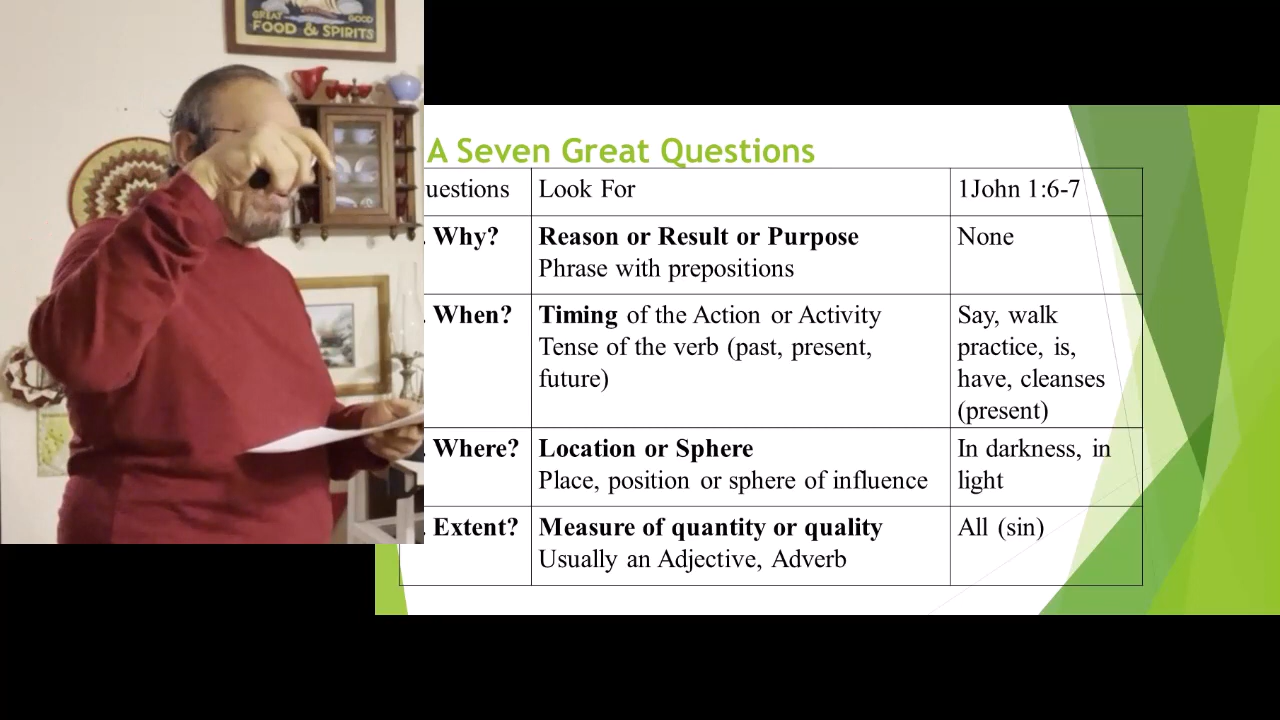 GREAT GOOD
FOOD & SPIRITS
A Seven Great Questions
uestions Look For 1John 1:6-7
. Why? Reason or Result or Purpose None
Phrase with prepositions
. When? Timing of the Action or Activity Say, walk
Tense of the verb (past, present, practice, is,
future) have, cleanses
(present)
. Where? Location or Sphere In darkness, in
Place, position or sphere of influence light
. Extent? Measure of quantity or quality All (sin)
Usually an Adjective, Adverb